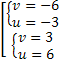 v = −6
u = −3
v = 3
u = 6